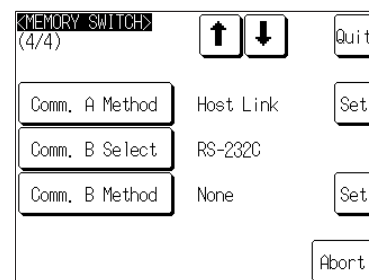 <MEMORY SWITCH>
(4/4)
Quit
Comm. A Method Host Link Set
Comm. B Select RS-232C
Comm. B Method None Set
Abort